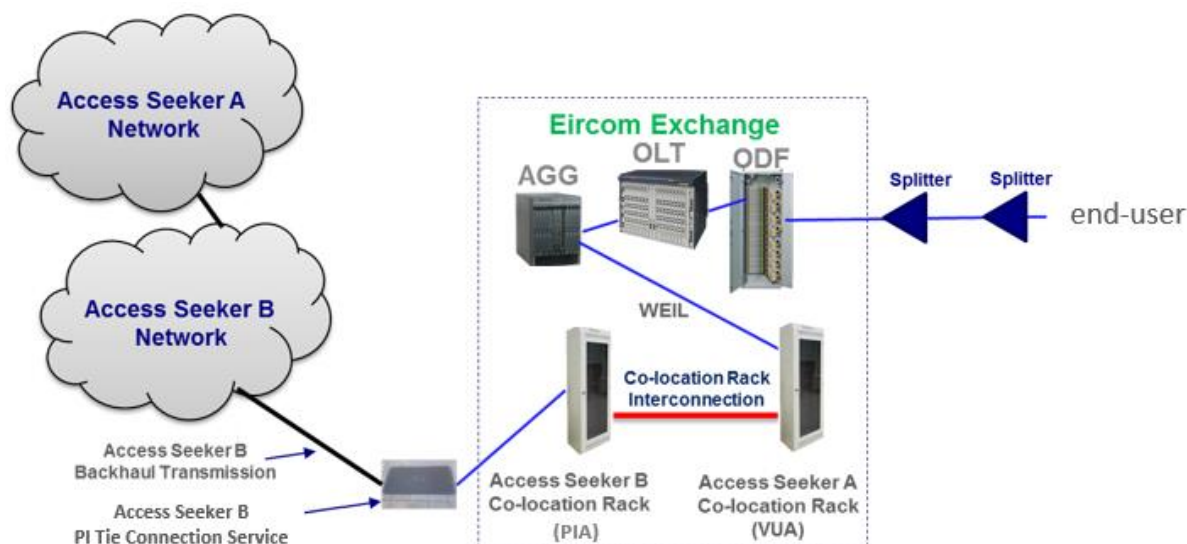 Access Seeker A
Network
Access Seeker B
Network
Access Seeker B
Backhaul Transmission
Access Seeker B
PI Tie Connection Service
Eircom Exchange
AGG
OLT
ODF
WEIL
Co-location Rack
Interconnection
Access Seeker B
Co-location Rack
(PIA)
Access Seeker A
Co-location Rack
(VUA)
Splitter
Splitter
end-user